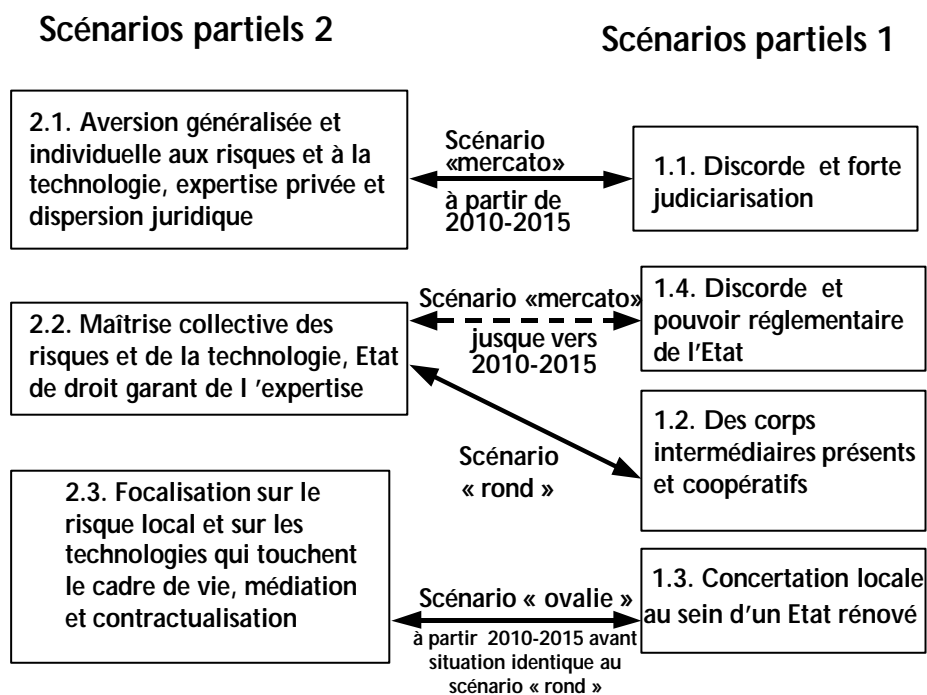 Scénarios partiels 2
Scénarios partiels 1
2.1. Aversion généralisée et
individuelle aux risques et à la
technologie, expertise privée et
dispersion juridique
Scénario
«mercato»
à partir de
2010-2015
1.1. Discorde et forte
judiciarisation
2.2. Maîtrise collective des
risques et de la technologie, Etat
de droit garant de l ’expertise
Scénario «mercato»
jusque vers
2010-2015
1.4. Discorde et
pouvoir réglementaire
de l’Etat
Scénario
« rond »
1.2. Des corps
intermédiaires présents
et coopératifs
2.3. Focalisation sur le
risque local et sur les
technologies qui touchent
le cadre de vie, médiation
et contractualisation
Scénario « ovalie »
à partir 2010-2015 avant
situation identique au
scénario « rond »
1.3. Concertation locale
au sein d’un Etat rénové